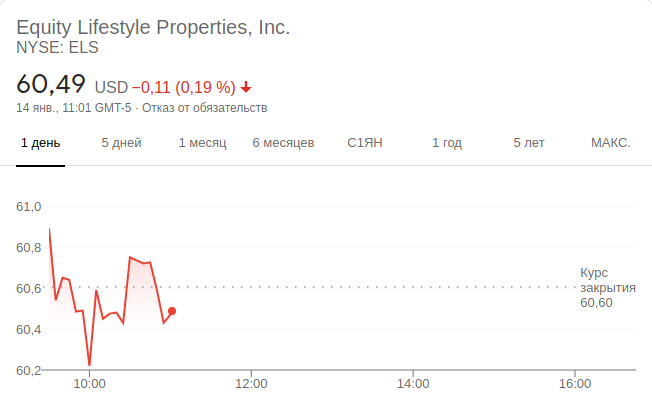 Equity Lifestyle Properties, Inc.
NYSE: ELS
60,49 USD −0,11 (0,19 %)
14 янв., 11:01 GMT-5 · Отказ от обязательств
1 день 5 дней 1 месяц 6 месяцев С1ЯН 1 год 5 лет МАКС.
61,0
60,8
60,6
60,4
60,2
Курс
закрытия
60,60
10:00 12:00 14:00 16:00